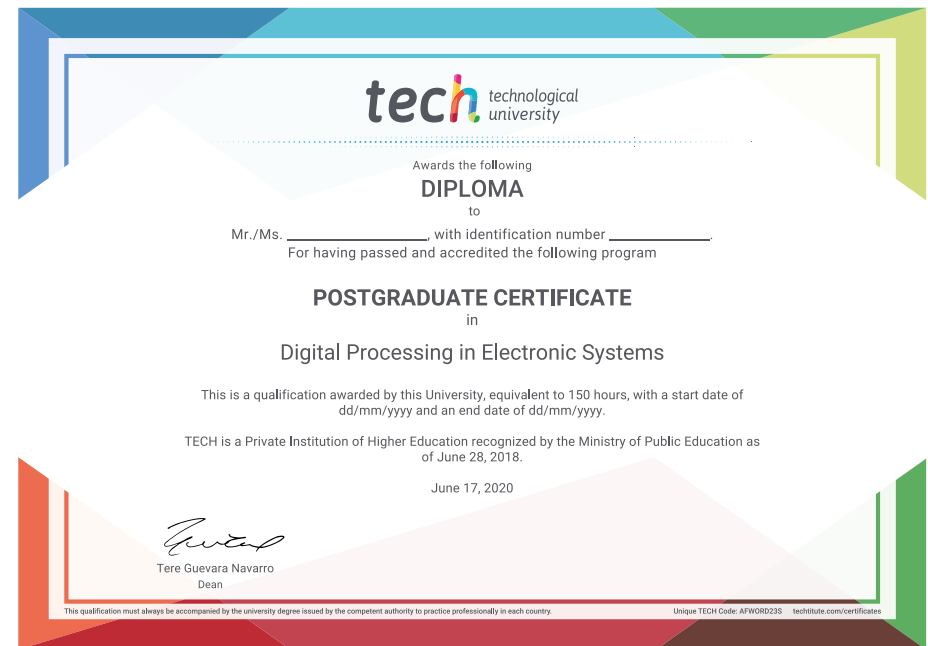 tech technological
university
Awards the following
DIPLOMA
to
Mr./Ms. ____________________, with identification number ______________.
For having passed and accredited the following program
POSTGRADUATE CERTIFICATE
in
Digital Processing in Electronic Systems
This is a qualification awarded by this University, equivalent to 150 hours, with a start date of
dd/mm/yyyy and an end date of dd/mm/yyyy.
TECH is a Private Institution of Higher Education recognized by the Ministry of Public Education as
of June 28, 2018.
June 17, 2020
Tere Guevara Navarro
Dean
This qualification must always be accompanied by the university degree issued by the competent authority to practice professionally in each country.
Unique TECH Code: AFWORD23S techtitute.com/certificates